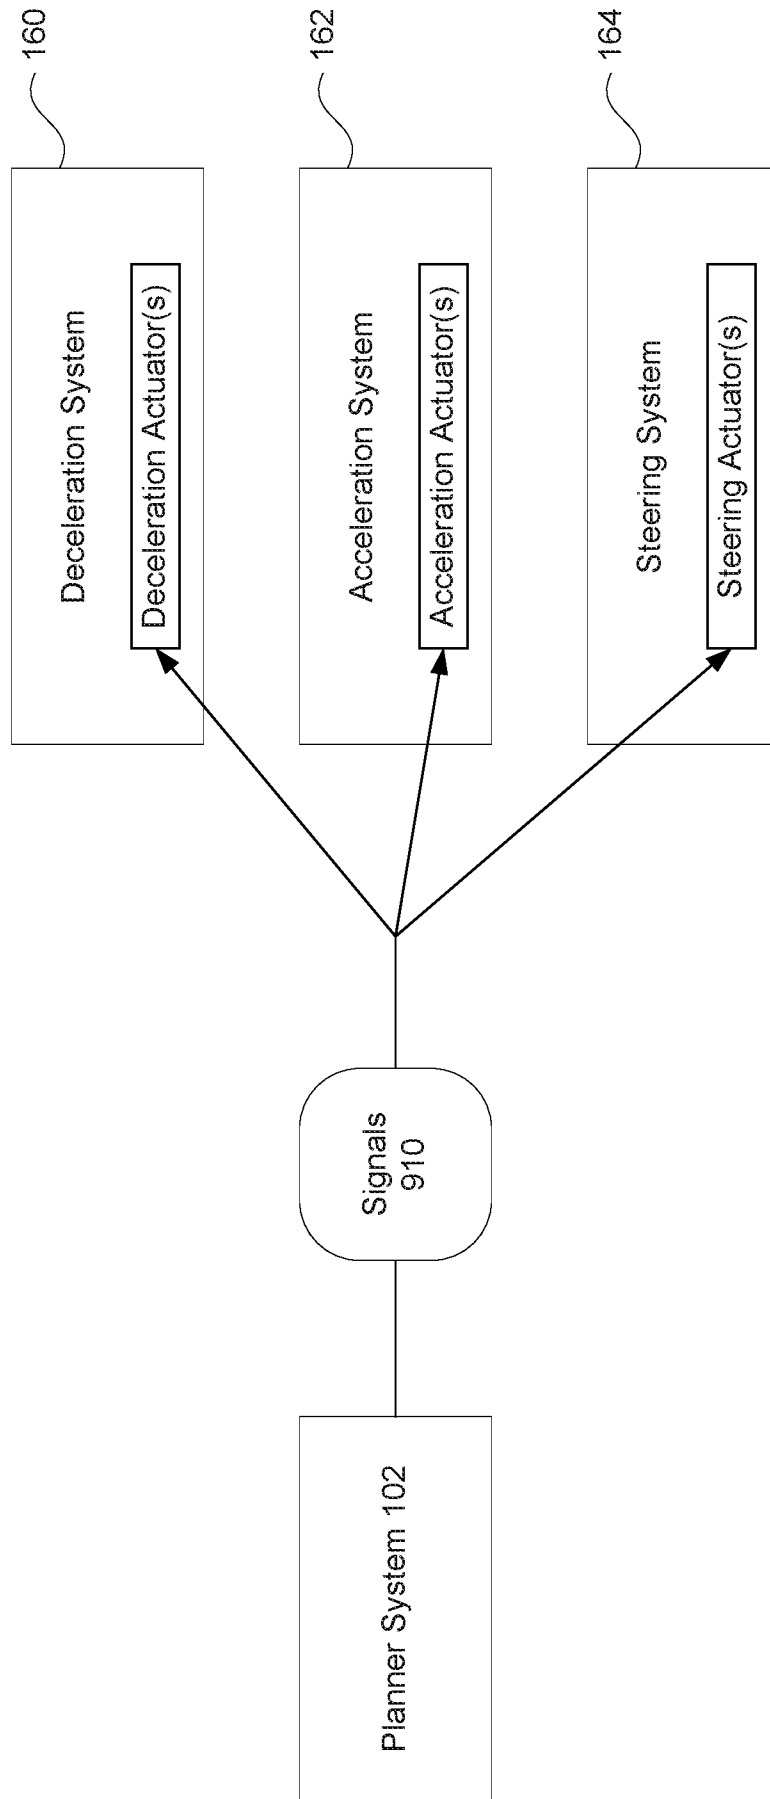 Deceleration System
Deceleration Actuator(s)
160
Acceleration System
Acceleration Actuator(s)
162
Steering System
Steering Actuator(s)
164
Signals
910
Planner System 102